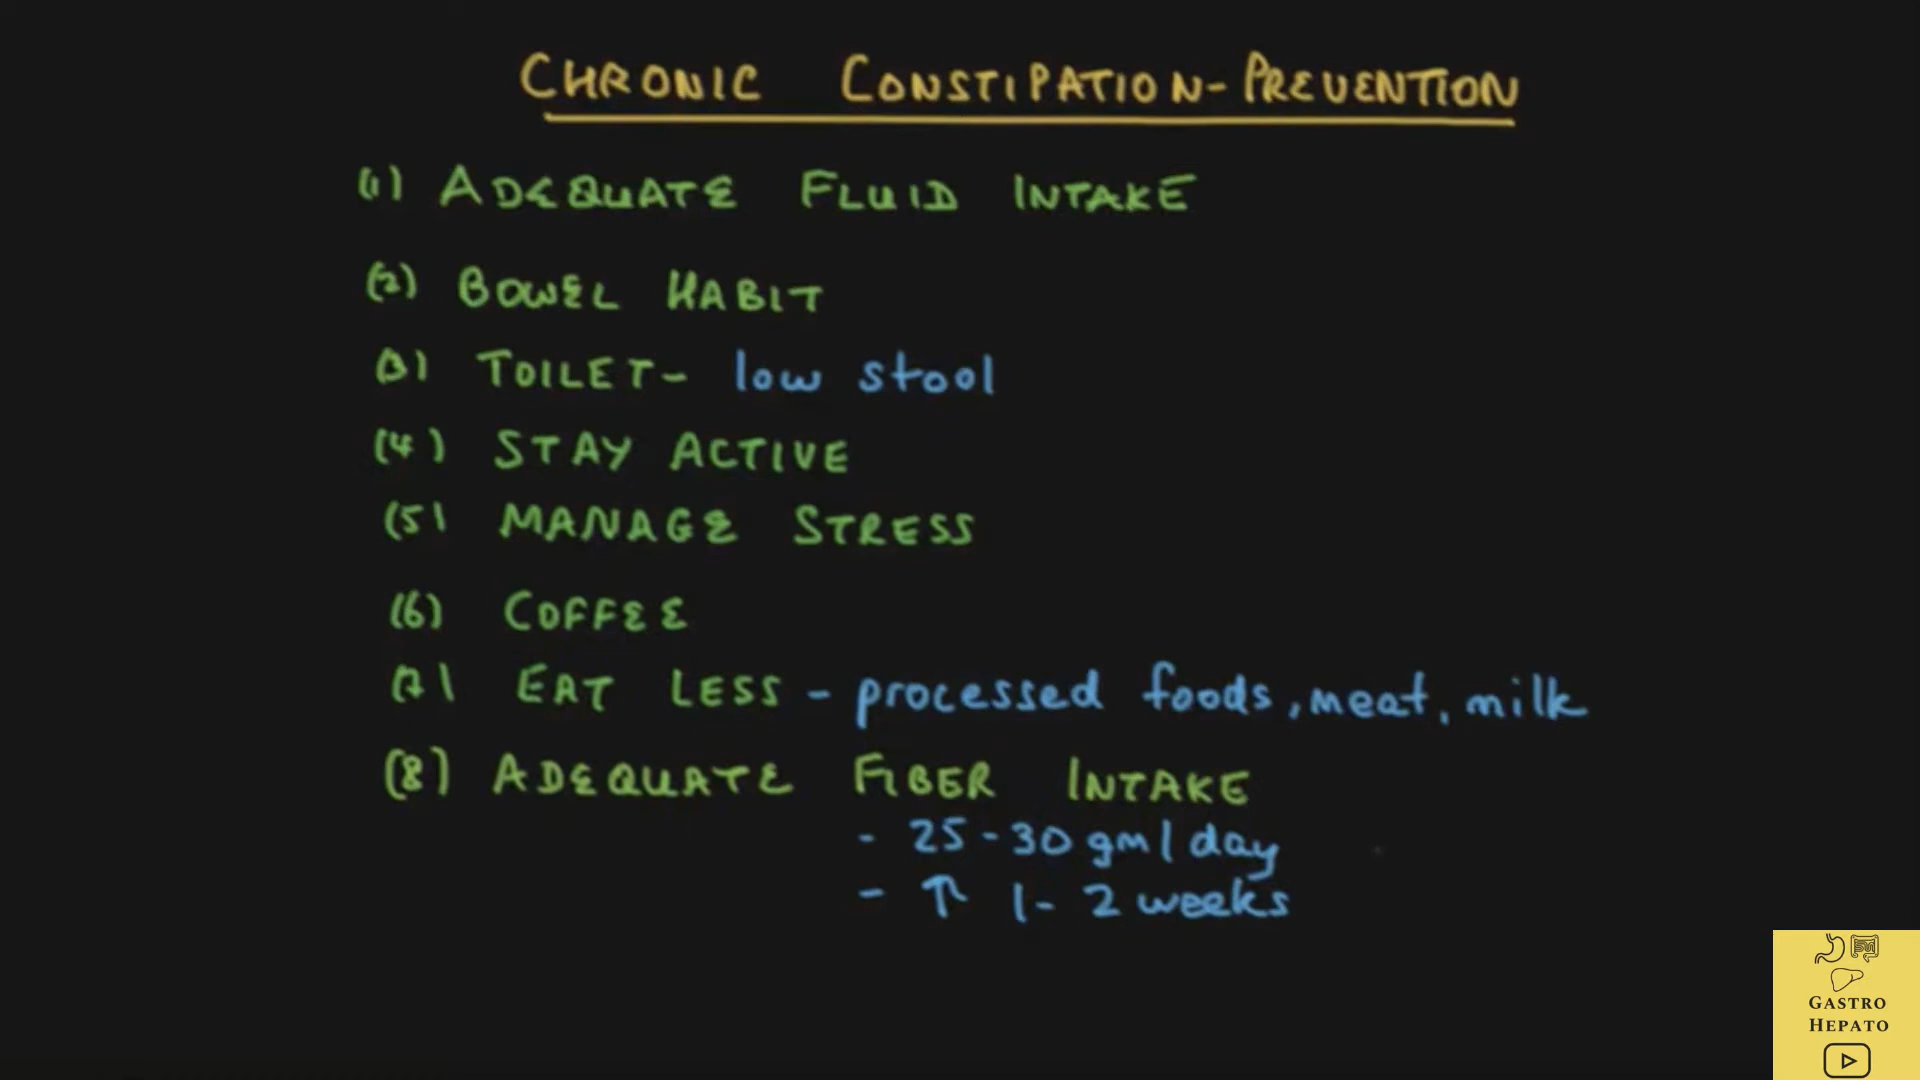 CHRONIC CONSTIPATION-PREVENTION
(1) ADEQUATE FLUID INTAKE
(2) BOWEL HABIT
(3) TOILET- low stool
(4) STAY ACTIVE
(5) MANAGE STRESS
(6) COFFEE
(7) EAT LESS - processed foods, meat, milk
(8) ADEQUATE FIBER INTAKE
- 25-30 gm/day
- ↑ 1-2 weeks
GASTRO
HEPATO